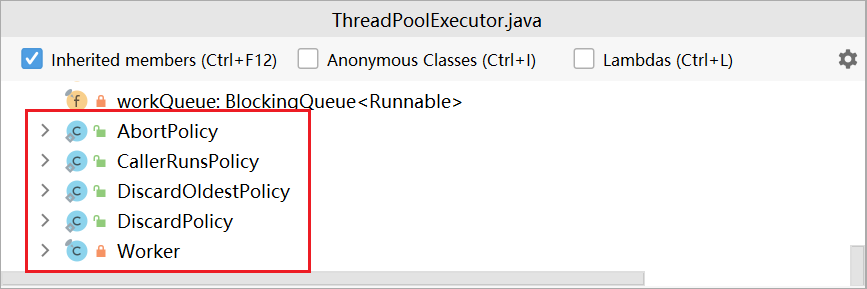 ThreadPoolExecutor.java
Inherited members (Ctrl+F12) Anonymous Classes (Ctrl+I) Lambdas (Ctrl+L)
f workQueue: BlockingQueue<Runnable>
C AbortPolicy
C CallerRunsPolicy
C DiscardOldestPolicy
C DiscardPolicy
C Worker